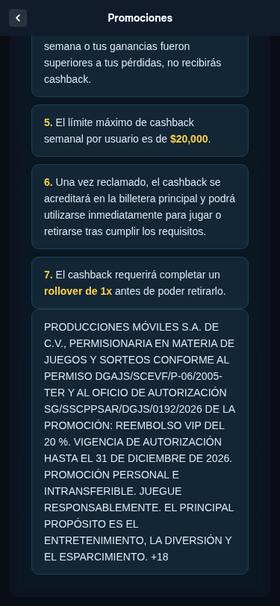 Promociones
semana o tus ganancias fueron
superiores a tus pérdidas, no recibirás
cashback.
5. El límite máximo de cashback
semanal por usuario es de $20,000.
6. Una vez reclamado, el cashback se
acreditará en la billetera principal y podrá
utilizarse inmediatamente para jugar o
retirarse tras cumplir los requisitos.
7. El cashback requerirá completar un
rollover de 1x antes de poder retirarlo.
PRODUCCIONES MÓVILES S.A. DE
C.V., PERMISIONARIA EN MATERIA DE
JUEGOS Y SORTEOS CONFORME AL
PERMISO DGAJS/SCEVF/P-06/2005-
TER Y AL OFICIO DE AUTORIZACIÓN
SG/SSCPPSAR/DGJS/0192/2026 DE LA
PROMOCIÓN: REEMBOLSO VIP DEL
20 %. VIGENCIA DE AUTORIZACIÓN
HASTA EL 31 DE DICIEMBRE DE 2026.
PROMOCIÓN PERSONAL E
INTRANSFERIBLE. JUEGUE
RESPONSABLEMENTE. EL PRINCIPAL
PROPÓSITO ES EL
ENTRETENIMIENTO, LA DIVERSIÓN Y
EL ESPARCIMIENTO. +18